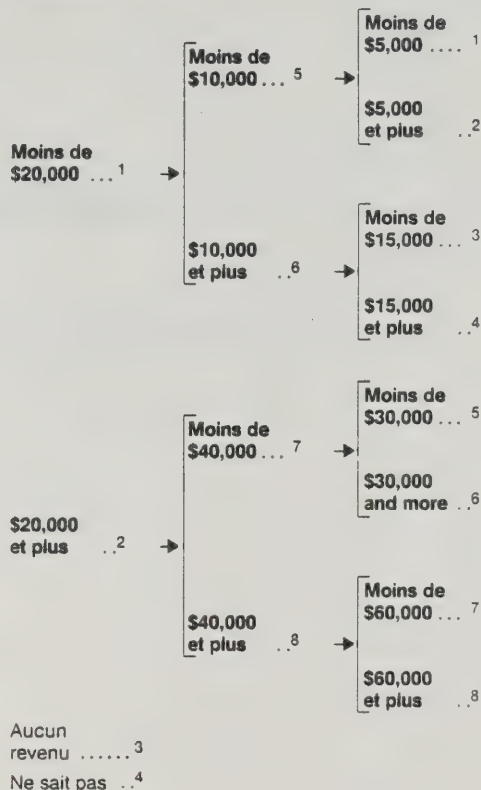 Moins de
$20,000 ... 1
Moins de
$10,000 ... 5
Moins de
$5,000 .... 1
$5,000
et plus ..2
$10,000
et plus ..6
Moins de
$15,000 ... 3
$15,000
et plus ..4
$20,000
et plus ..2
Moins de
$40,000 ... 7
Moins de
$30,000 ... 5
$30,000
and more ..6
$40,000
et plus ..8
Moins de
$60,000 ... 7
$60,000
et plus ..8
Aucun
revenu ...... 3
Ne sait pas ..4